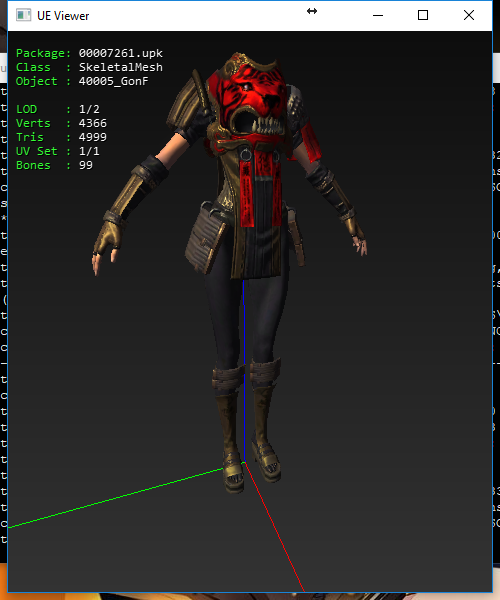 UE Viewer
Package: 00007261.upk
Class : SkeletalMesh
Object : 40005_GonF
LOD : 1/2
Verts : 4366
Tris : 4999
UV Set : 1/1
Bones : 99